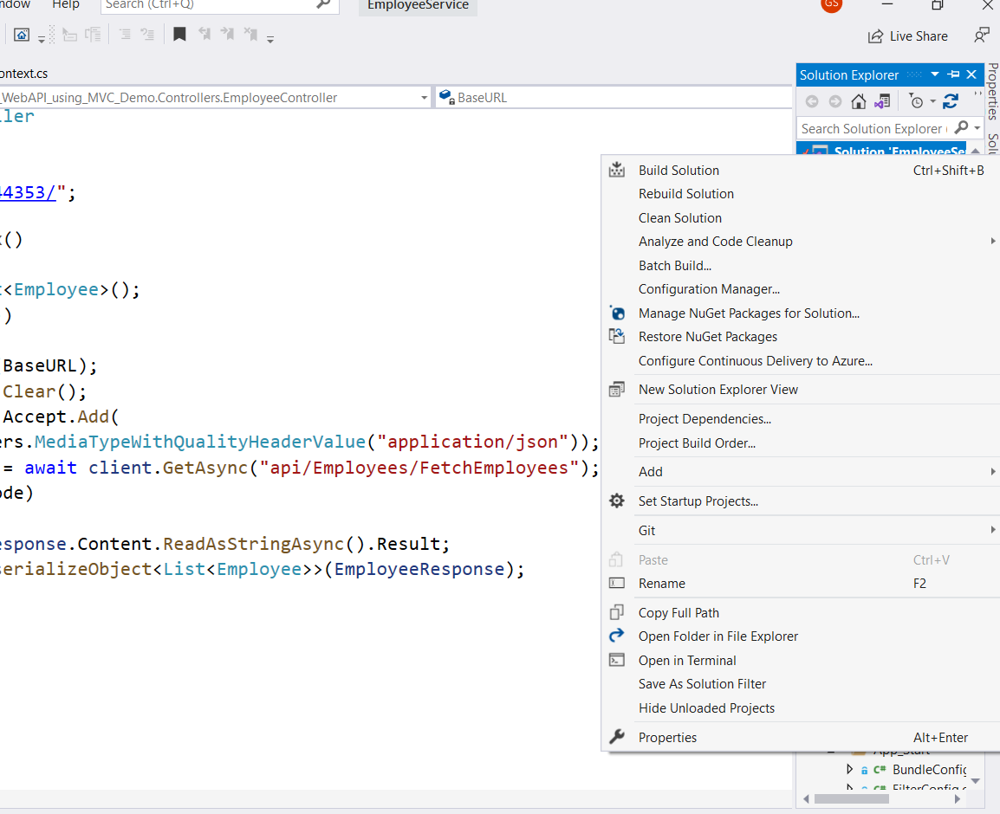 ndow Help Search (Ctrl+Q) EmployeeService GS
Live Share
ontext.cs
_WebAPI_using_MVC_Demo.Controllers.EmployeeController BaseURL
ller
44353/";
()
<Employee>();
)
BaseURL);
Clear();
Accept.Add(
ers.MediaTypeWithQualityHeaderValue("application/json"));
= await client.GetAsync("api/Employees/FetchEmployees");
ode)
esponse.Content.ReadAsStringAsync().Result;
serializeObject<List<Employee>>(EmployeeResponse);
Solution Explorer
Search Solution Explorer (
Solution 'EmployeeSe
Build Solution Ctrl+Shift+B
Rebuild Solution
Clean Solution
Analyze and Code Cleanup
Batch Build...
Configuration Manager...
Manage NuGet Packages for Solution...
Restore NuGet Packages
Configure Continuous Delivery to Azure...
New Solution Explorer View
Project Dependencies...
Project Build Order...
Add
Set Startup Projects...
Git
Paste Ctrl+V
Rename F2
Copy Full Path
Open Folder in File Explorer
Open in Terminal
Save As Solution Filter
Hide Unloaded Projects
Properties Alt+Enter
App_Start
C# BundleConfig
C# FilterConfig.c
Properties
Solu